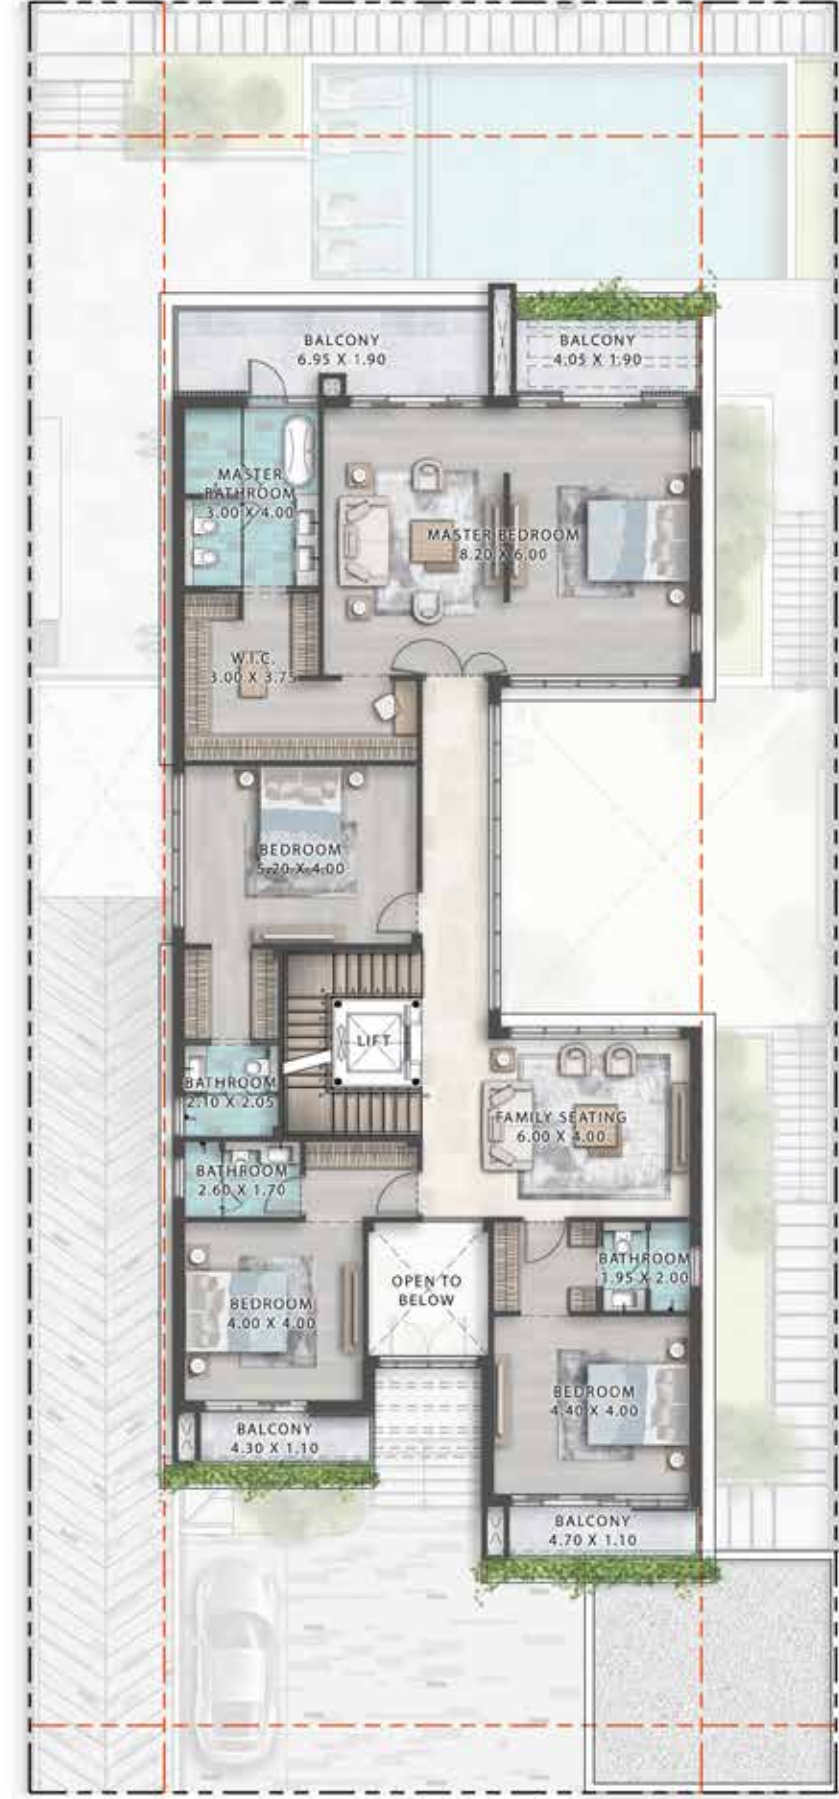 BALCONY
6.95 X 1.90
BALCONY
4.05 X 1.90
MASTER
BATHROOM
3.00 X 4.00
MASTER BEDROOM
8.20 X 6.00
W.I.C.
3.00 X 3.75
BEDROOM
5.20 X 4.00
LIFT
BATHROOM
2.10 X 2.05
FAMILY SEATING
6.00 X 4.00
BATHROOM
2.60 X 1.70
BATHROOM
1.95 X 2.00
OPEN TO
BELOW
BEDROOM
4.00 X 4.00
BEDROOM
4.40 X 4.00
BALCONY
4.30 X 1.10
BALCONY
4.70 X 1.10